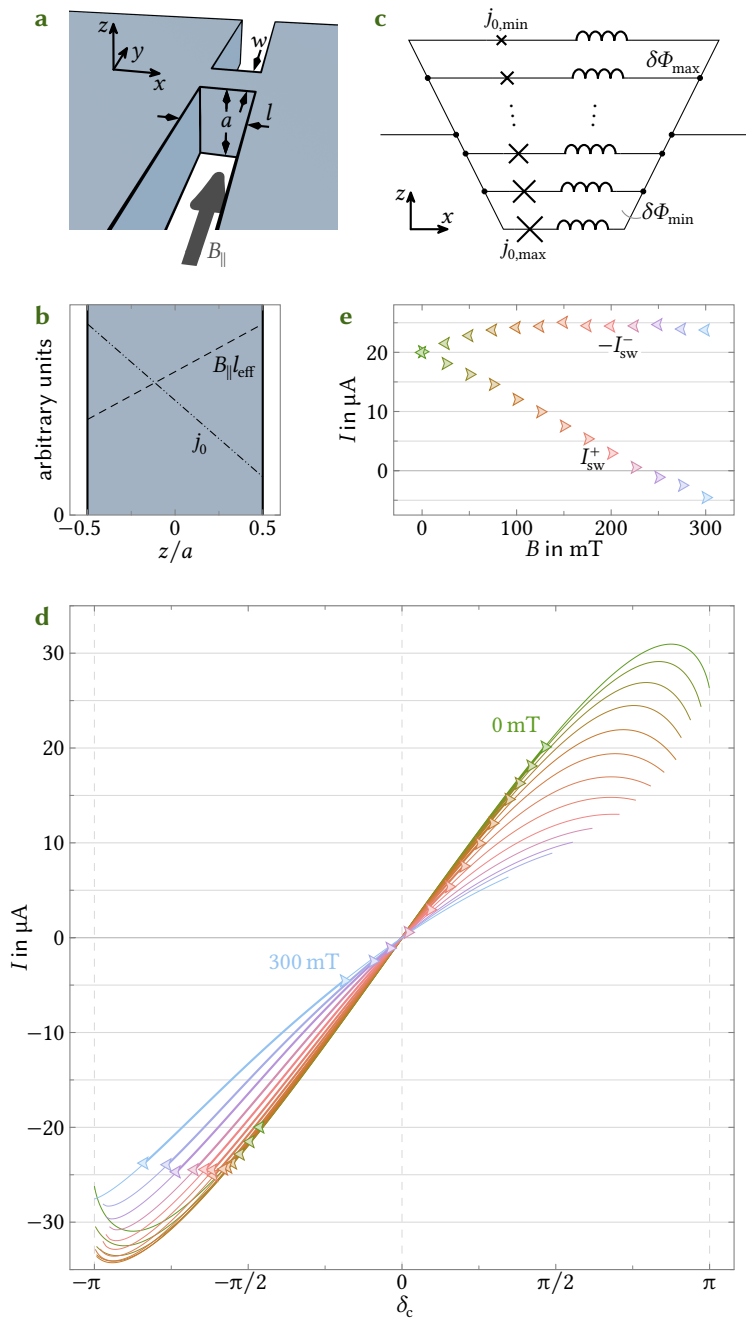 a
z
y
x
w
a
l
B∥
c
j0,min
δΦmax
⋮ ⋮
z
x
δΦmin
j0,max
b
arbitrary units
B∥leff
j0
0
−0.5 0 0.5
z/a
e
I in µA
20
10
0
−I−sw
I+sw
0 100 200 300
B in mT
d
I in µA
30
20
10
0
−10
−20
−30
0 mT
300 mT
−π −π/2 0 π/2 π
δc